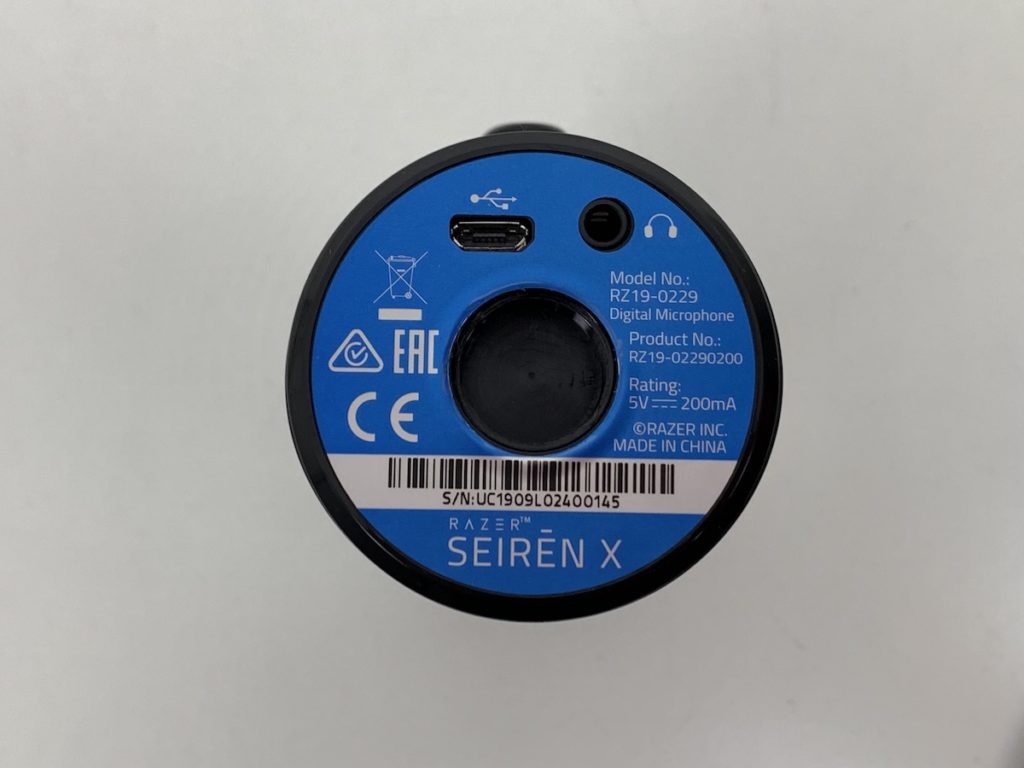 Model No.:
RZ19-0229
Digital Microphone
Product No.:
RZ19-02290200
Rating:
5V⎓200mA
©RAZER INC.
MADE IN CHINA
EAC
CE
S/N:UC1909L02400145
RAZER™
SEIRĒN X